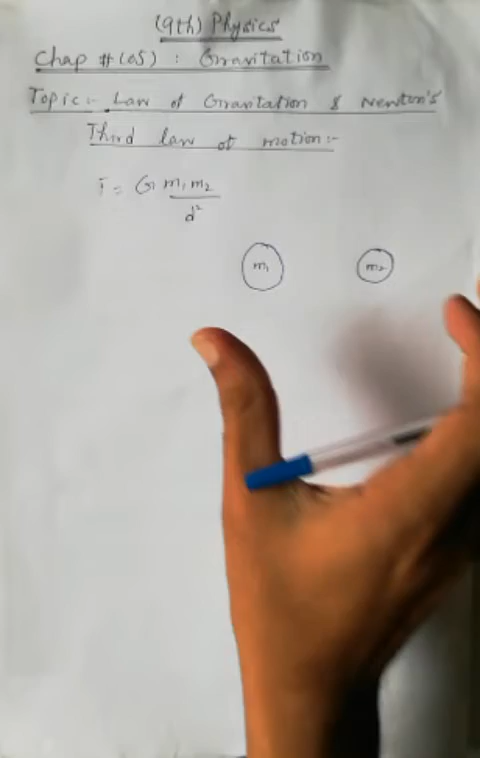 (9th) Physics
Chap # (05) : Gravitation
Topic:- Law of Gravitation & Newton's
Third law of motion:-
F = G m₁ m₂
d²
m₁ m₂